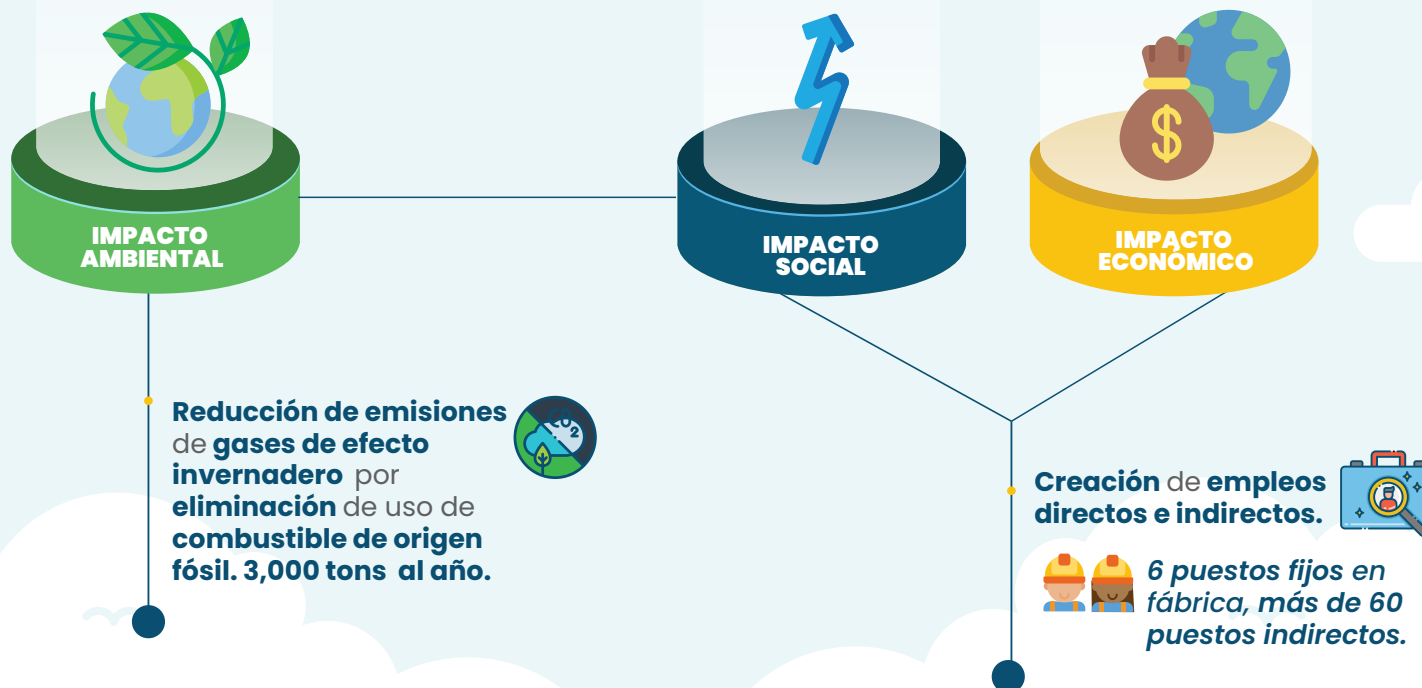 IMPACTO
AMBIENTAL
IMPACTO
SOCIAL
IMPACTO
ECONÓMICO
Reducción de emisiones
de gases de efecto
invernadero por
eliminación de uso de
combustible de origen
fósil. 3,000 tons al año.
CO2
Creación de empleos
directos e indirectos.
6 puestos fijos en
fábrica, más de 60
puestos indirectos.
$